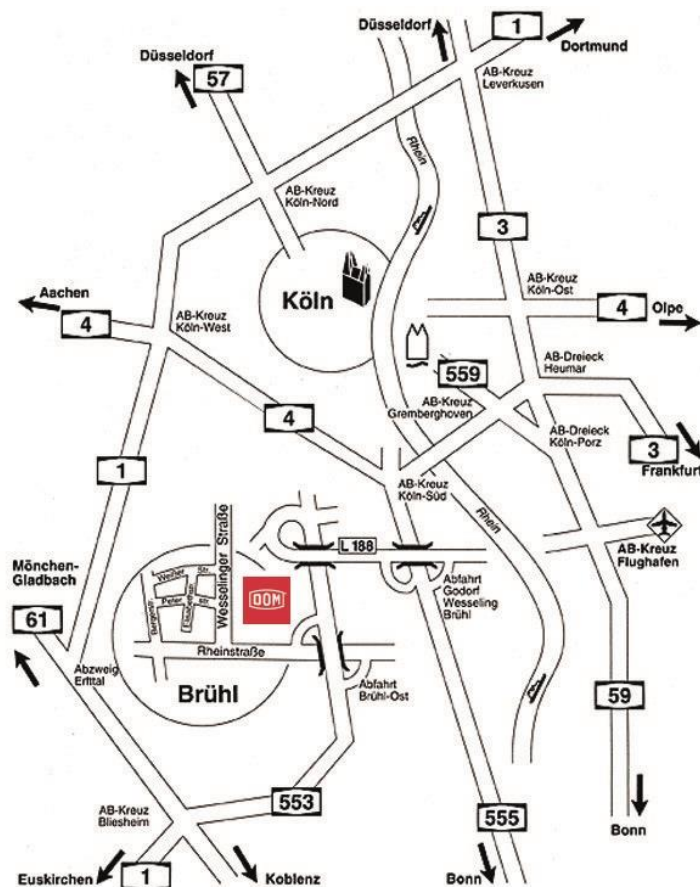 Düsseldorf
1
Dortmund
Düsseldorf
57
AB-Kreuz
Leverkusen
Rhein
AB-Kreuz
Köln-Nord
3
Aachen
4
AB-Kreuz
Köln-West
Köln
AB-Kreuz
Köln-Ost
4
Olpe
559
AB-Dreieck
Heumar
AB-Kreuz
Gremberghoven
4
AB-Dreieck
Köln-Porz
3
Frankfurt
1
AB-Kreuz
Köln-Süd
Rhein
L 188
AB-Kreuz
Flughafen
Mönchen-
Gladbach
61
Weißer Str.
Peter str.
Wesselinger Straße
DOM
Abfahrt
Godorf
Wesseling
Brühl
Rheinstraße
Abzweig
Erfttal
Brühl
Abfahrt
Brühl-Ost
59
553
AB-Kreuz
Bliesheim
555
Bonn
Euskirchen
1
Koblenz
Bonn